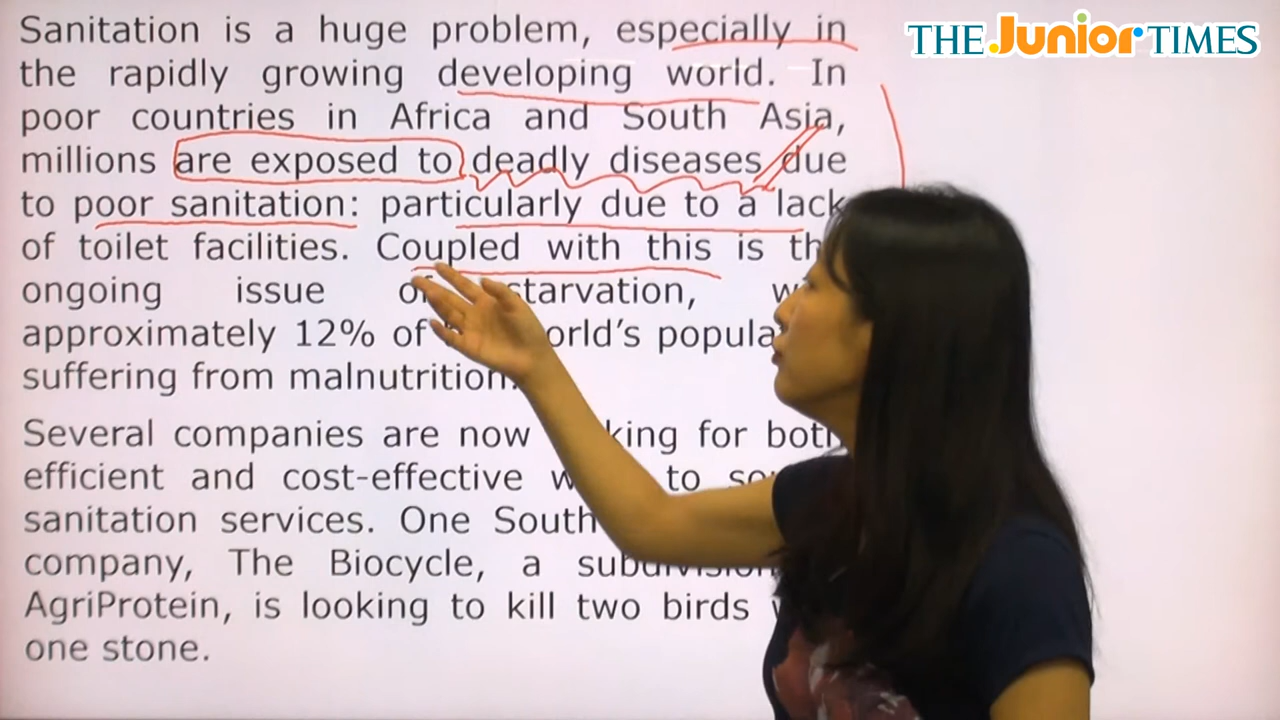 THE Junior TIMES
Sanitation is a huge problem, especially in
the rapidly growing developing world. In
poor countries in Africa and South Asia,
millions are exposed to deadly diseases due
to poor sanitation: particularly due to a lack
of toilet facilities. Coupled with this is
ongoing issue starvation,
approximately 12% of
suffering from malnutrition.
Several companies are now for both
efficient and cost-effective to
sanitation services. One South
company, The Biocycle, a
AgriProtein, is looking to kill two birds
one stone.